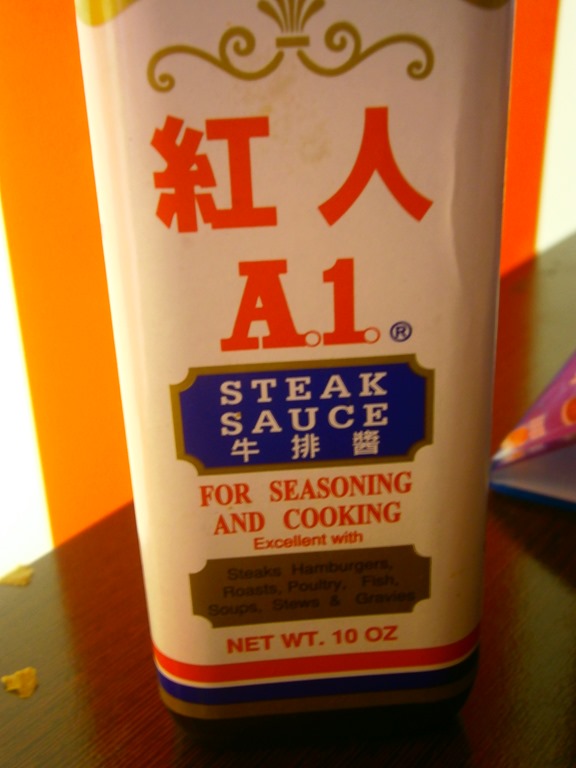 紅人
A.1.®
STEAK
SAUCE
牛排醬
FOR SEASONING
AND COOKING
Excellent with
Steaks Hamburgers,
Roasts, Poultry, Fish,
Soups, Stews & Gravies
NET WT. 10 OZ